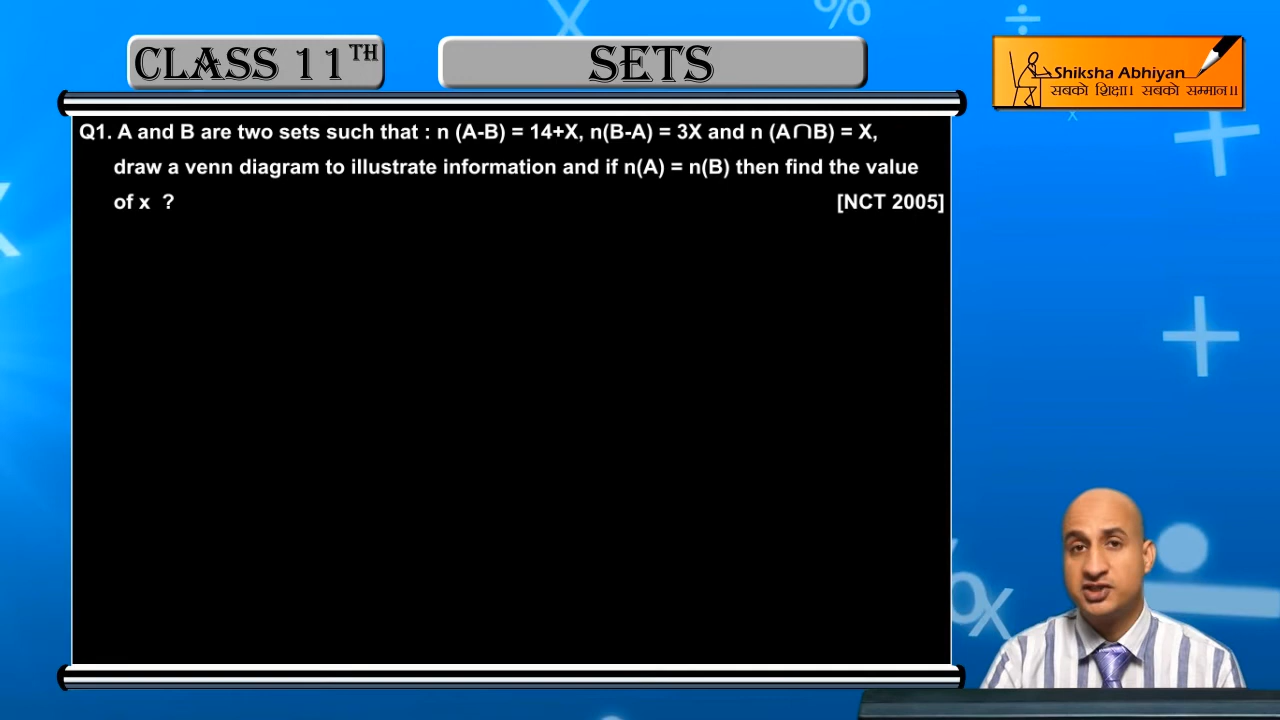 CLASS 11TH
SETS
Shiksha Abhiyan
सबको शिक्षा। सबको सम्मान॥
Q1. A and B are two sets such that : n (A-B) = 14+X, n(B-A) = 3X and n (A∩B) = X,
draw a venn diagram to illustrate information and if n(A) = n(B) then find the value
of x ? [NCT 2005]